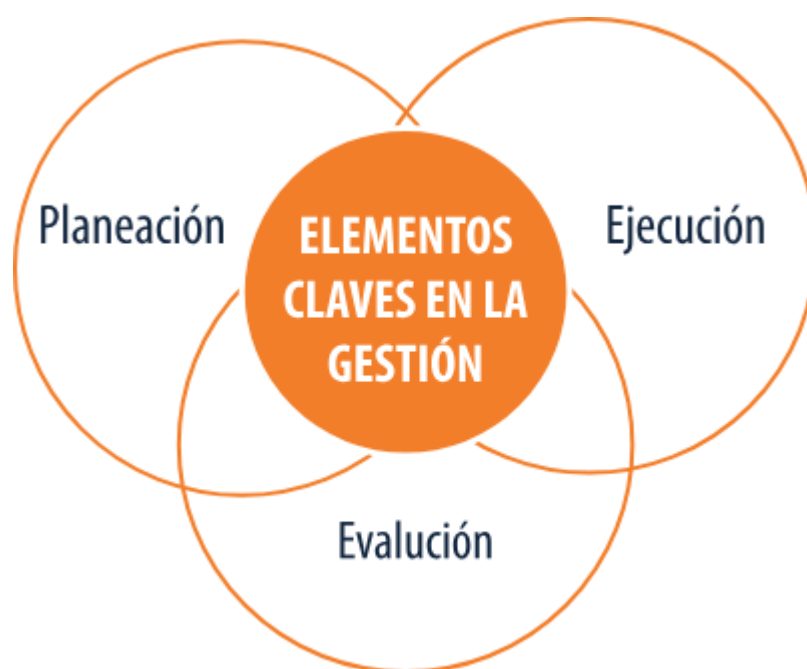 Planeación
ELEMENTOS
CLAVES EN LA
GESTIÓN
Ejecución
Evalución